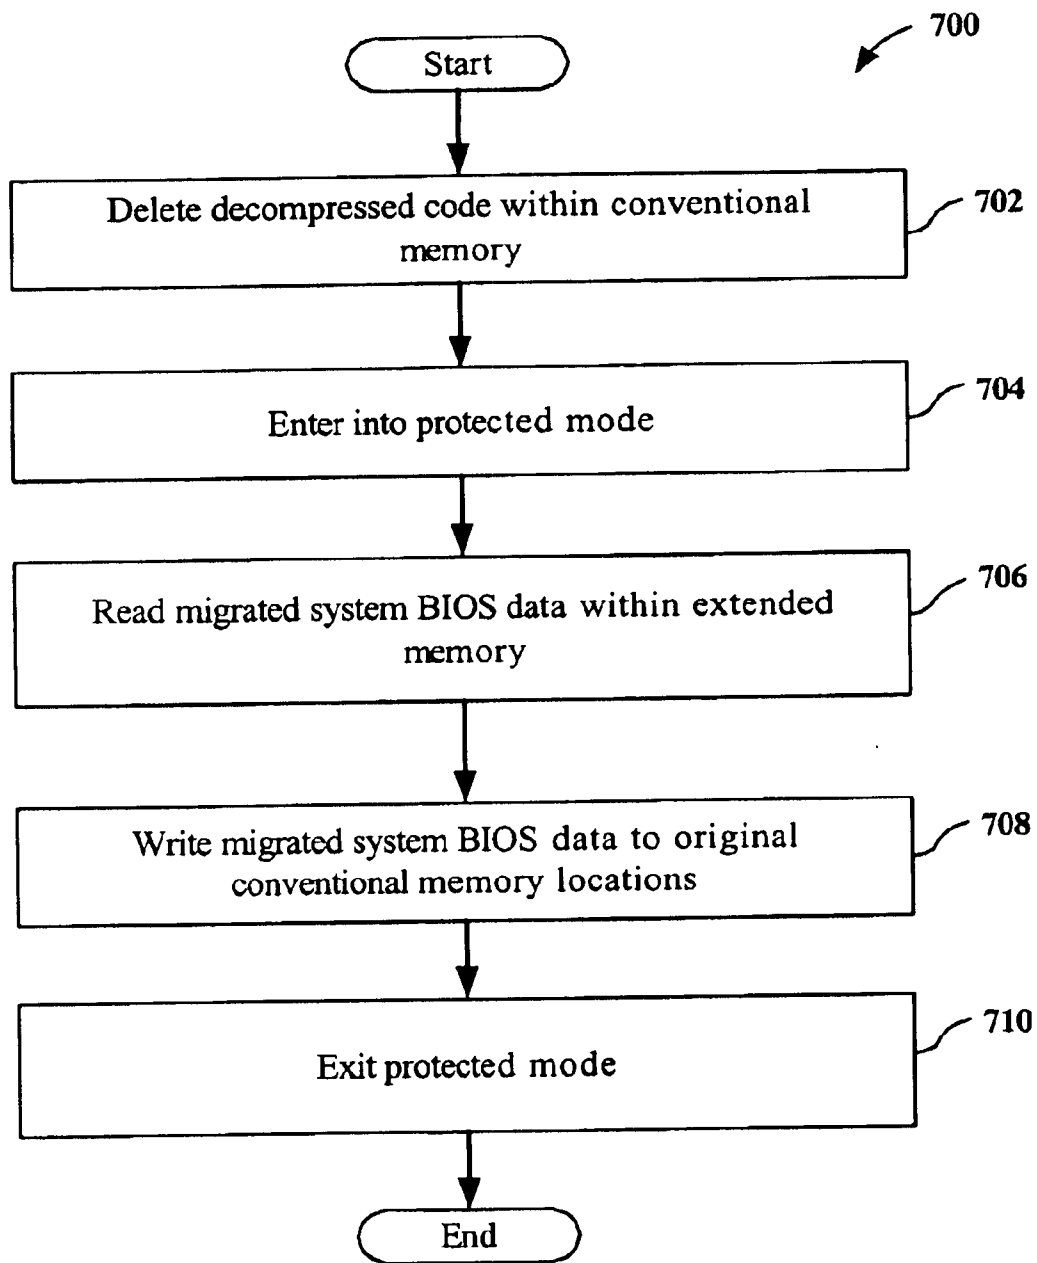 700
Start
Delete decompressed code within conventional
memory
702
Enter into protected mode
704
Read migrated system BIOS data within extended
memory
706
Write migrated system BIOS data to original
conventional memory locations
708
Exit protected mode
710
End